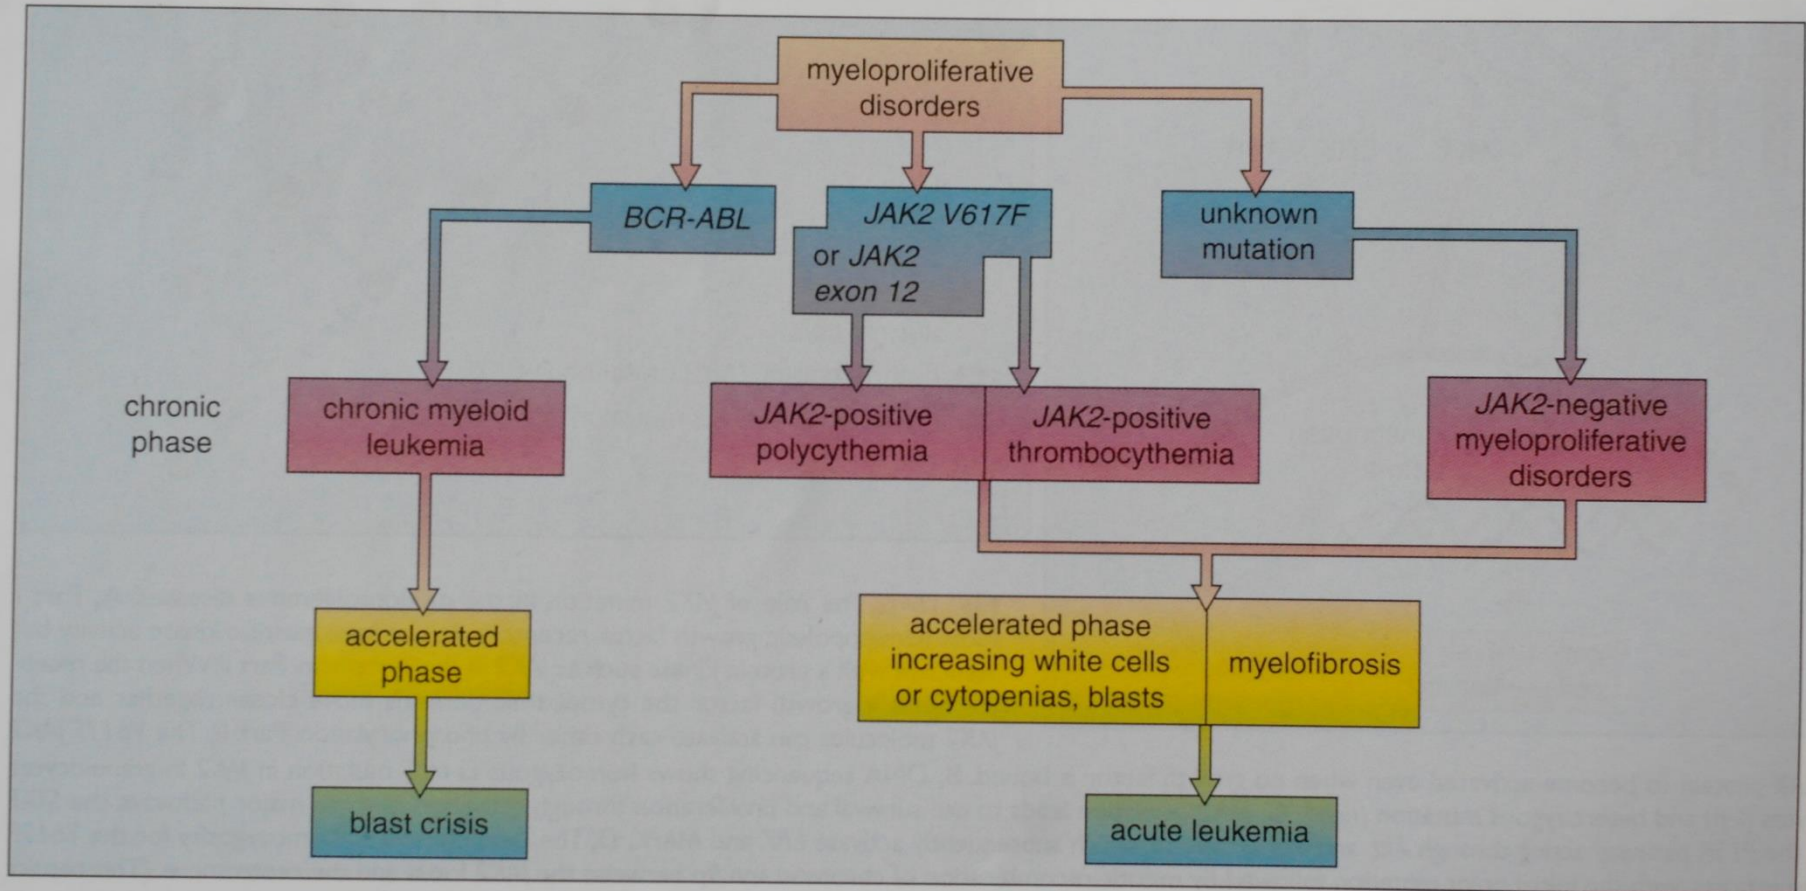 myeloproliferative
disorders
BCR-ABL
JAK2 V617F
or JAK2
exon 12
unknown
mutation
chronic
phase
chronic myeloid
leukemia
JAK2-positive
polycythemia
JAK2-positive
thrombocythemia
JAK2-negative
myeloproliferative
disorders
accelerated
phase
accelerated phase
increasing white cells
or cytopenias, blasts
myelofibrosis
blast crisis
acute leukemia